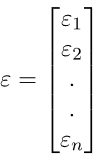 ε = [ε₁
ε₂
.
.
εₙ]